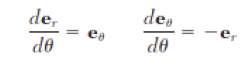 d𝐞_r/dθ = 𝐞_θ    d𝐞_θ/dθ = −𝐞_r